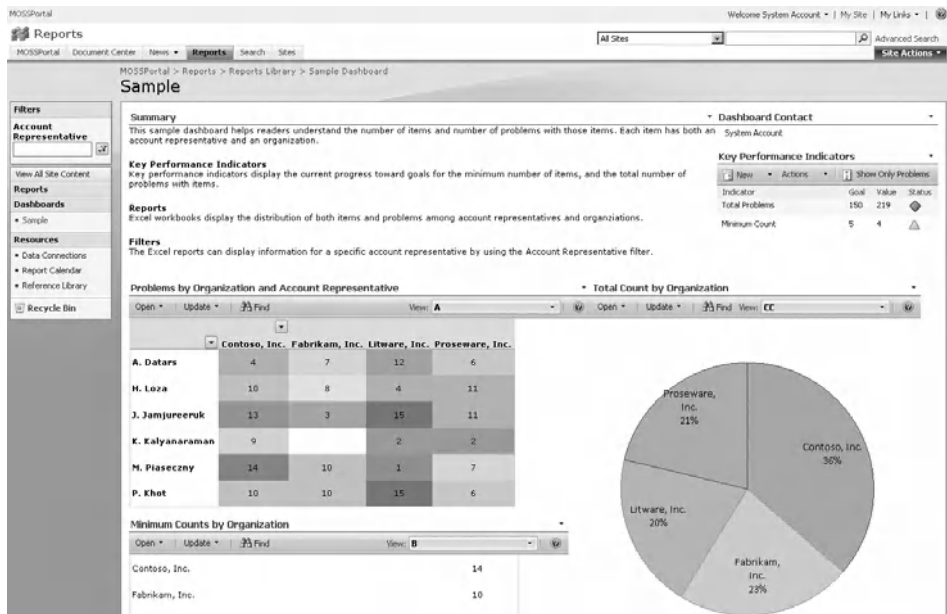 MOSSPortal
Welcome System Account | My Site | My Links |
Reports
All Sites
Advanced Search
MOSSPortal Document Center News Reports Search Sites
Site Actions
MOSSPortal > Reports > Reports Library > Sample Dashboard
Sample
Filters
Account
Representative
View All Site Content
Reports
Dashboards
Sample
Resources
Data Connections
Report Calendar
Reference Library
Recycle Bin
Summary
This sample dashboard helps readers understand the number of items and number of problems with those items. Each item has both an
account representative and an organization.
Key Performance Indicators
Key performance indicators display the current progress toward goals for the minimum number of items, and the total number of
problems with items.
Reports
Excel workbooks display the distribution of both items and problems among account representatives and organziations.
Filters
The Excel reports can display information for a specific account representative by using the Account Representative filter.
Dashboard Contact
System Account
Key Performance Indicators
New Actions Show Only Problems
Indicator Goal Value Status
Total Problems 150 219
Minimum Count 5 4
Problems by Organization and Account Representative
Open Update Find View: A
Contoso, Inc. Fabrikam, Inc. Litware, Inc. Proseware, Inc.
A. Datars 4 7 12 6
H. Loza 10 8 4 11
J. Jamjureeruk 13 3 15 11
K. Kalyanaraman 9 2 2
M. Piaseczny 14 10 1 7
P. Khot 10 10 15 6
Minimum Counts by Organization
Open Update Find View: B
Contoso, Inc. 14
Fabrikam, Inc. 10
Total Count by Organization
Open Update Find View: CC
Proseware,
Inc.
21%
Contoso, Inc.
36%
Litware, Inc.
20%
Fabrikam,
Inc.
23%